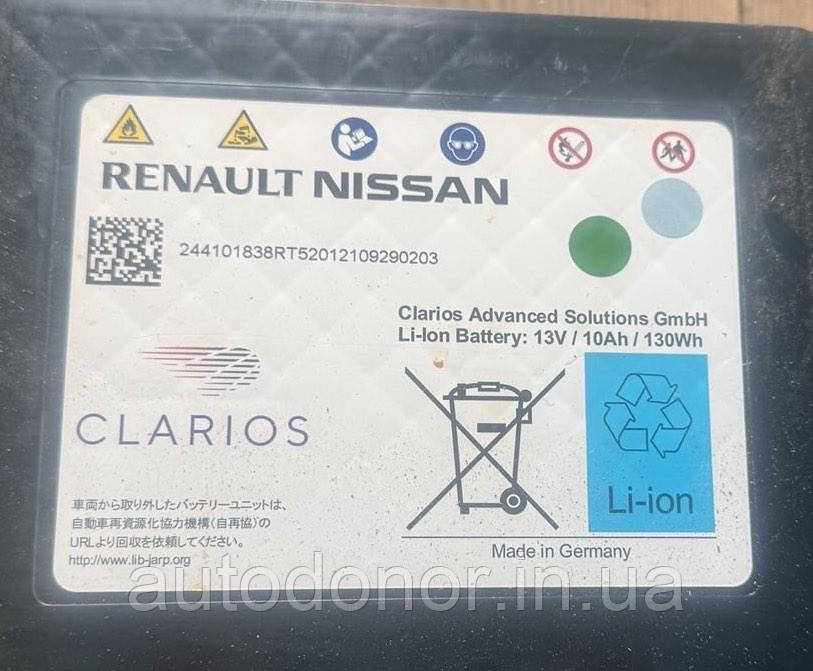 RENAULT NISSAN
244101838RT52012109290203
Clarios Advanced Solutions GmbH
Li-Ion Battery: 13V / 10Ah / 130Wh
CLARIOS
Li-ion
車両から取り外したバッテリーユニットは、
自動車再資源化協力機構(自再協)の
URLより回収を依頼してください。
http://www.lib-jarp.org
Made in Germany
autodonor.in.ua